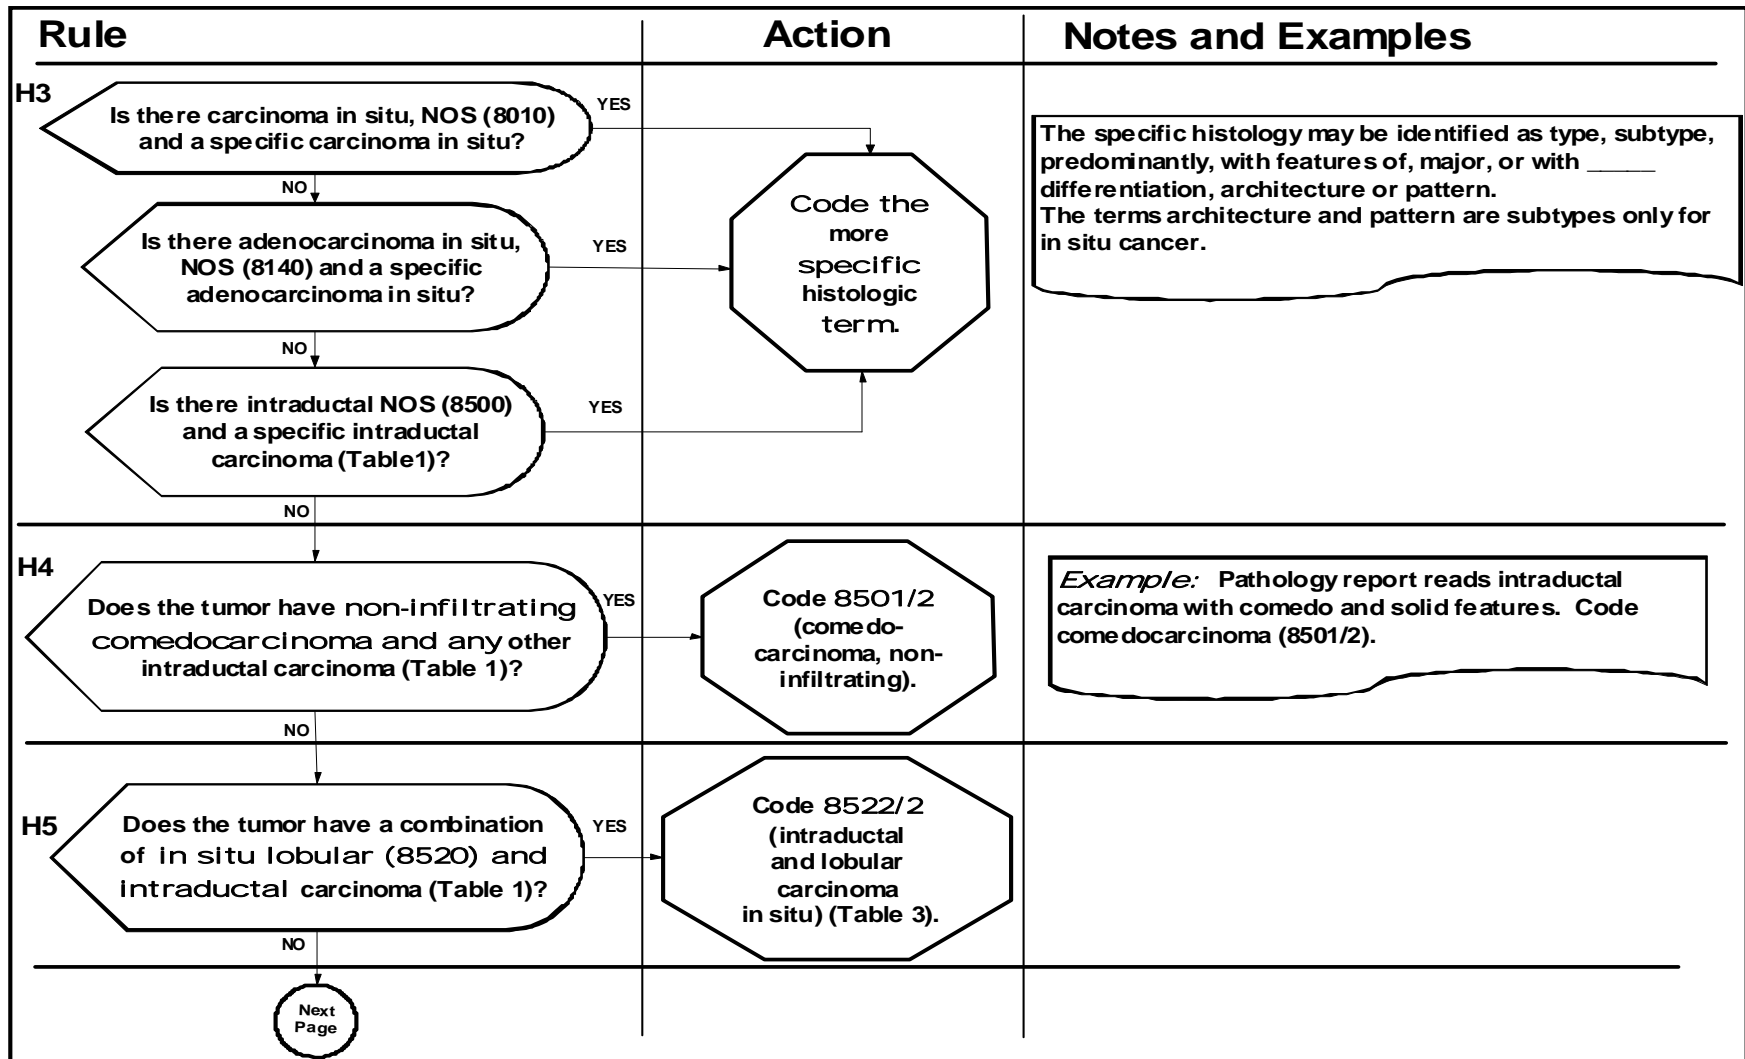 Rule
Action
Notes and Examples
H3
Is there carcinoma in situ, NOS (8010)
and a specific carcinoma in situ?
YES
NO
Is there adenocarcinoma in situ,
NOS (8140) and a specific
adenocarcinoma in situ?
YES
NO
Is there intraductal NOS (8500)
and a specific intraductal
carcinoma (Table1)?
YES
NO
Code the
more
specific
histologic
term.
The specific histology may be identified as type, subtype,
predominantly, with features of, major, or with _____
differentiation, architecture or pattern.
The terms architecture and pattern are subtypes only for
in situ cancer.
H4
Does the tumor have non-infiltrating
comedocarcinoma and any other
intraductal carcinoma (Table 1)?
YES
NO
Code 8501/2
(comedo-
carcinoma, non-
infiltrating).
Example: Pathology report reads intraductal
carcinoma with comedo and solid features. Code
comedocarcinoma (8501/2).
H5
Does the tumor have a combination
of in situ lobular (8520) and
intraductal carcinoma (Table 1)?
YES
NO
Code 8522/2
(intraductal
and lobular
carcinoma
in situ) (Table 3).
Next
Page